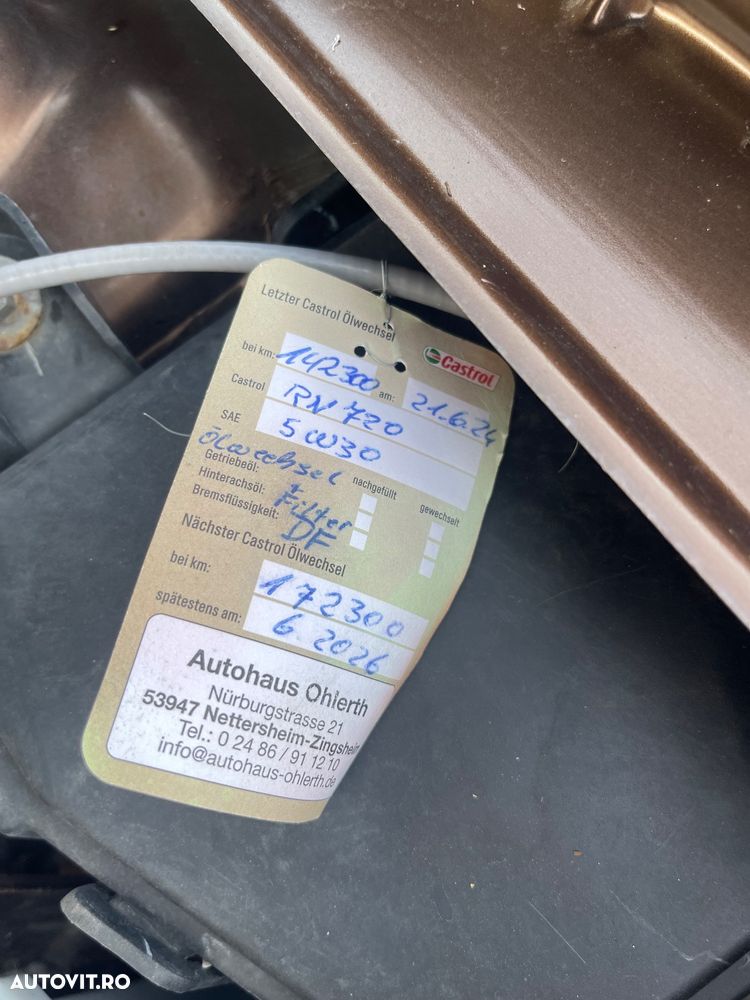 Letzter Castrol Ölwechsel
Castrol
bei km: 142300 am: 21.6.24
Castrol RN 720
SAE 5W30
Ölwechsel
nachgefüllt gewechselt
Getriebeöl:
Hinterachsöl: + Filter
Bremsflüssigkeit: DF
Nächster Castrol Ölwechsel
bei km: 172300
spätestens am: 6.2026
Autohaus Ohlerth
Nürburgstrasse 21
53947 Nettersheim-Zingsheim
Tel.: 0 24 86 / 91 12 10
info@autohaus-ohlerth.de
AUTOVIT.RO